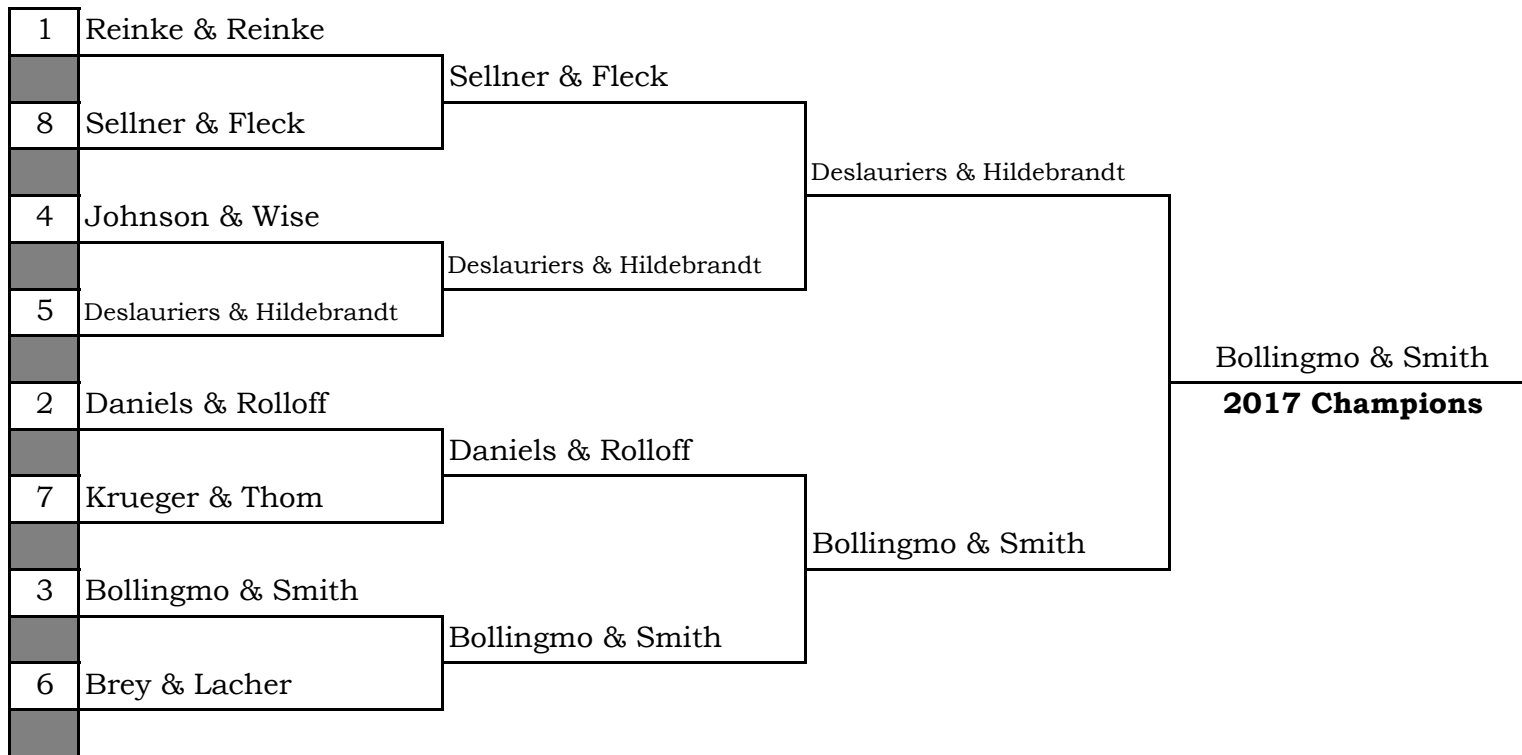 1 Reinke & Reinke
Sellner & Fleck
8 Sellner & Fleck
Deslauriers & Hildebrandt
4 Johnson & Wise
Deslauriers & Hildebrandt
5 Deslauriers & Hildebrandt
Bollingmo & Smith
2 Daniels & Rolloff
2017 Champions
Daniels & Rolloff
7 Krueger & Thom
Bollingmo & Smith
3 Bollingmo & Smith
Bollingmo & Smith
6 Brey & Lacher